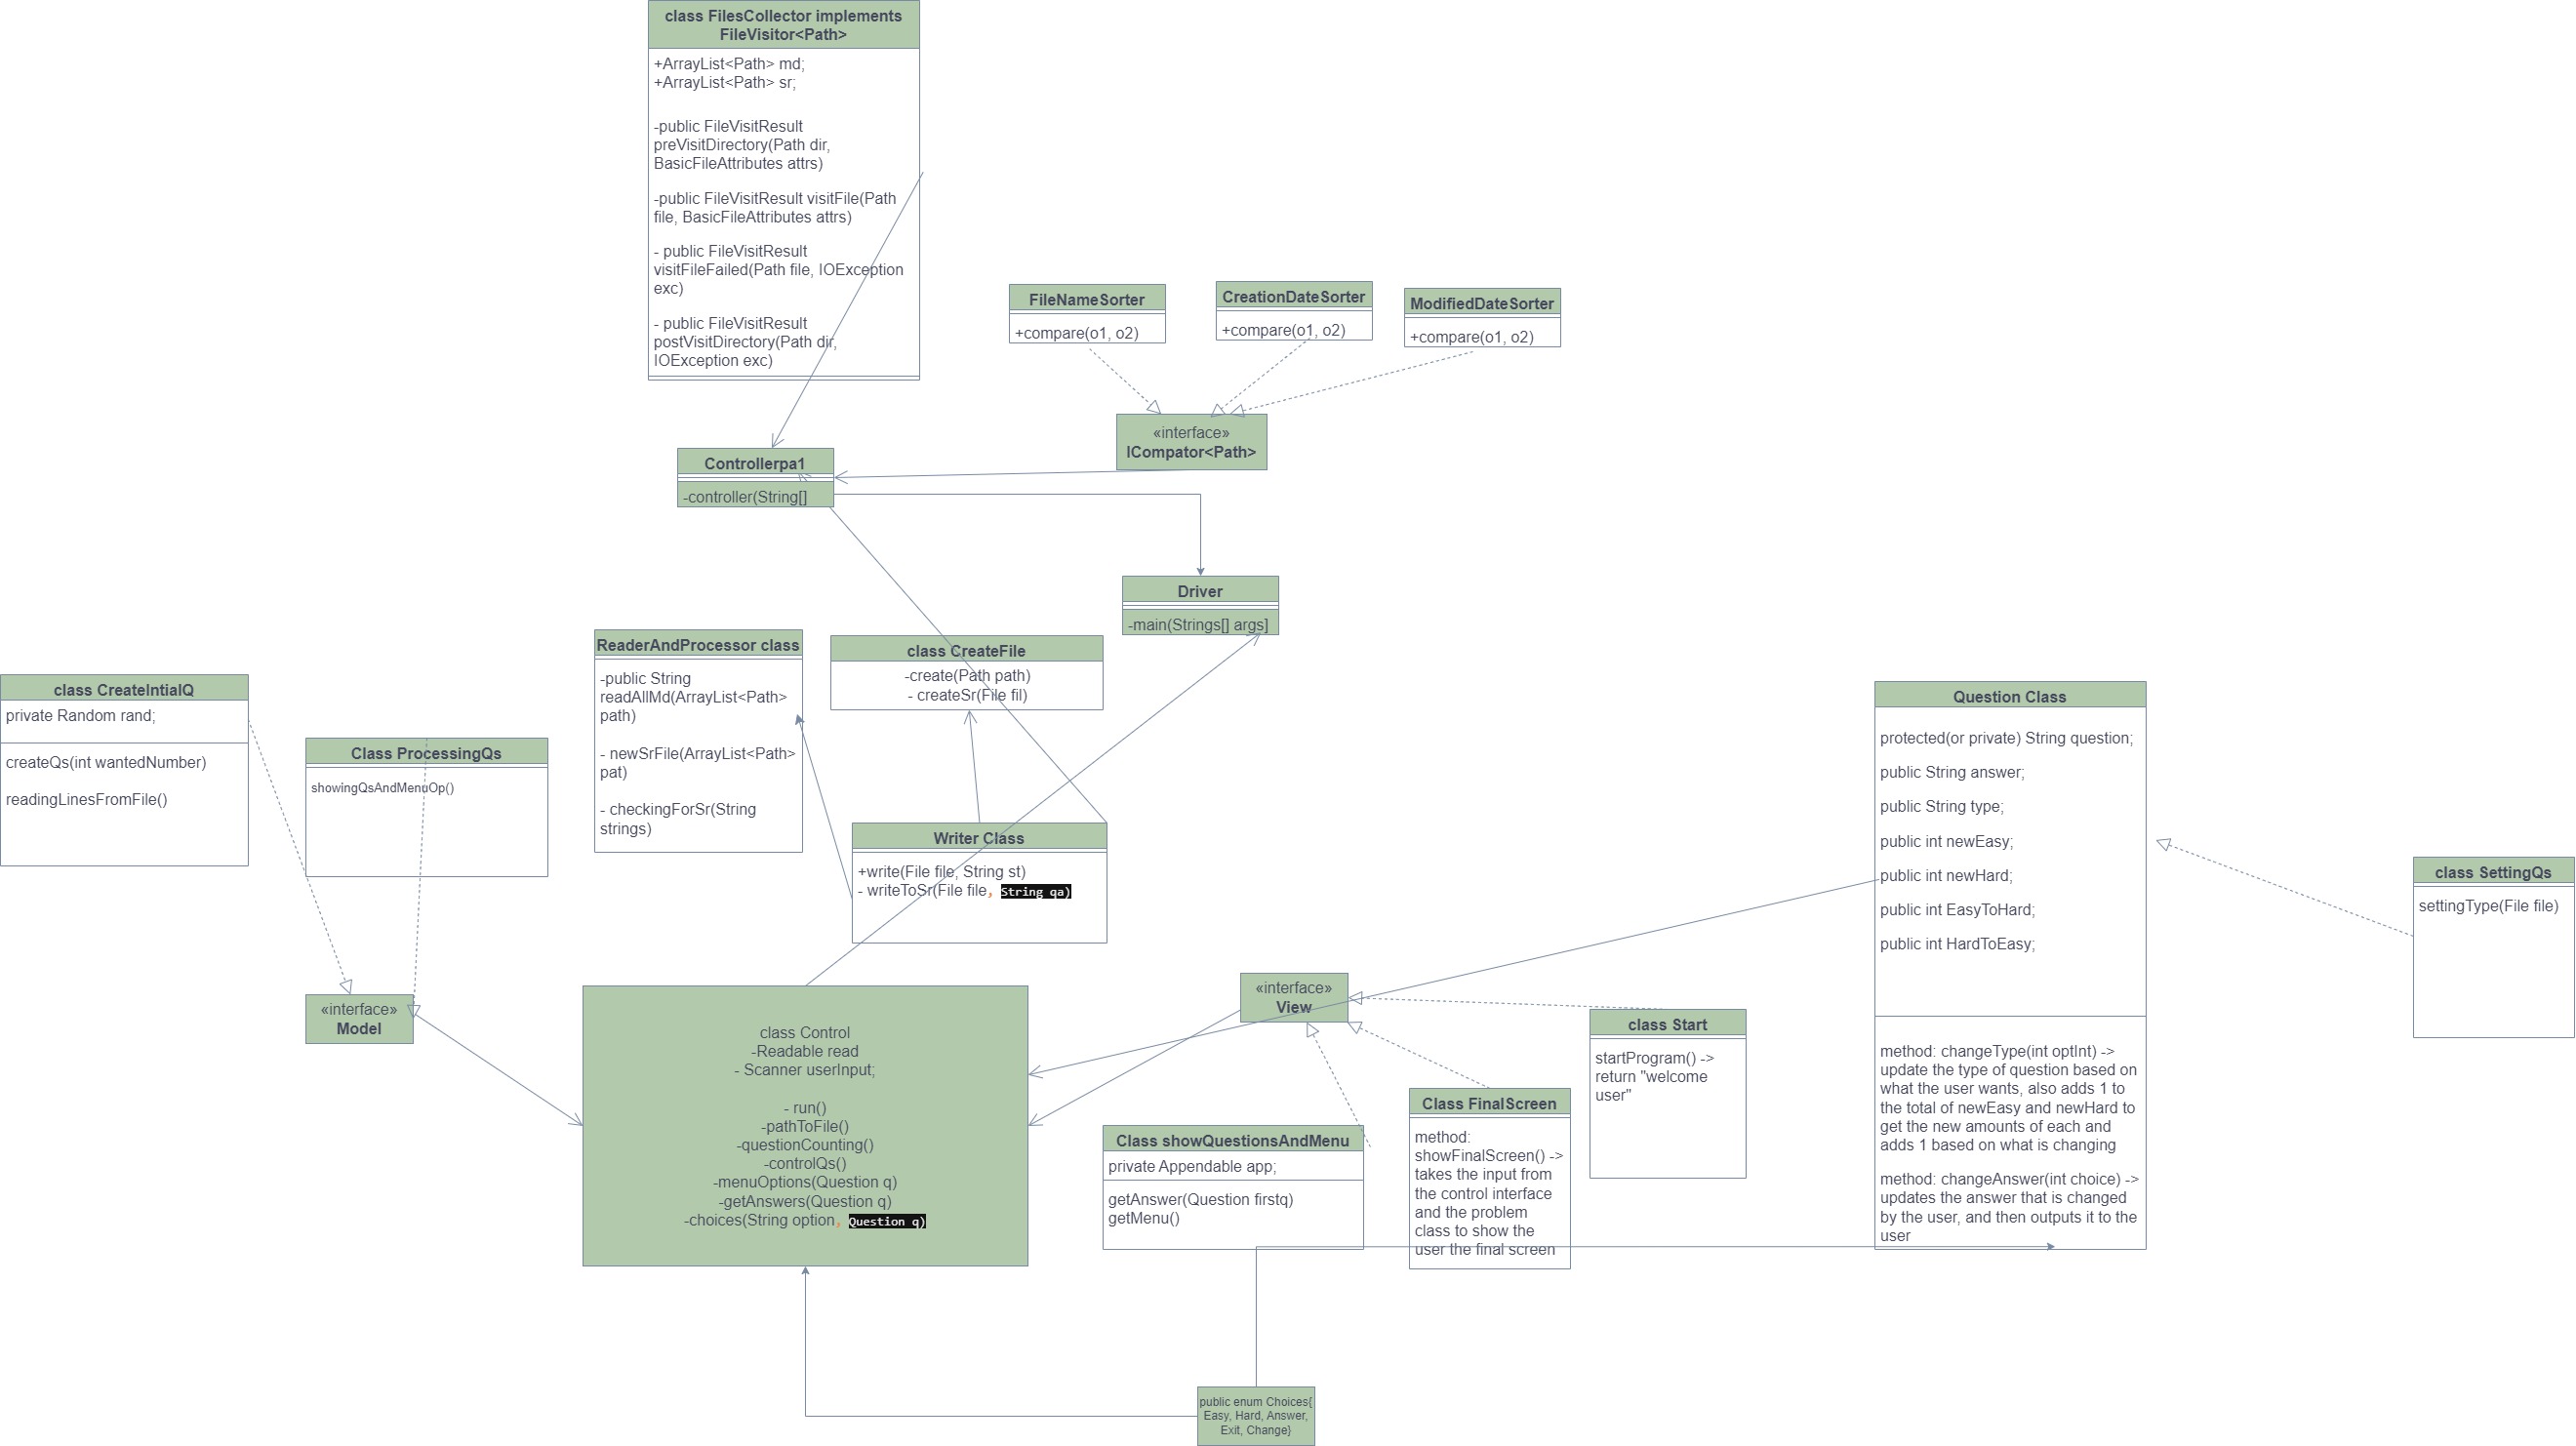 class FilesCollector implements
FileVisitor<Path>
+ArrayList<Path> md;
+ArrayList<Path> sr;
-public FileVisitResult
preVisitDirectory(Path dir,
BasicFileAttributes attrs)
-public FileVisitResult visitFile(Path
file, BasicFileAttributes attrs)
- public FileVisitResult
visitFileFailed(Path file, IOException
exc)
- public FileVisitResult
postVisitDirectory(Path dir,
IOException exc)
FileNameSorter
+compare(o1, o2)
CreationDateSorter
+compare(o1, o2)
ModifiedDateSorter
+compare(o1, o2)
«interface»
ICompator<Path>
Controllerpa1
-controller(String[]
Driver
-main(Strings[] args]
ReaderAndProcessor class
-public String
readAllMd(ArrayList<Path>
path)
- newSrFile(ArrayList<Path>
pat)
- checkingForSr(String
strings)
class CreateFile
-create(Path path)
- createSr(File fil)
class CreateIntialQ
private Random rand;
createQs(int wantedNumber)
readingLinesFromFile()
Class ProcessingQs
showingQsAndMenuOp()
Writer Class
+write(File file, String st)
- writeToSr(File file, String qa)
Question Class
protected(or private) String question;
public String answer;
public String type;
public int newEasy;
public int newHard;
public int EasyToHard;
public int HardToEasy;
method: changeType(int optInt) ->
update the type of question based on
what the user wants, also adds 1 to
the total of newEasy and newHard to
get the new amounts of each and
adds 1 based on what is changing
method: changeAnswer(int choice) ->
updates the answer that is changed
by the user, and then outputs it to the
user
class SettingQs
settingType(File file)
«interface»
Model
class Control
-Readable read
- Scanner userInput;
- run()
-pathToFile()
-questionCounting()
-controlQs()
-menuOptions(Question q)
-getAnswers(Question q)
-choices(String option, Question q)
«interface»
View
class Start
startProgram() ->
return "welcome
user"
Class FinalScreen
method:
showFinalScreen() ->
takes the input from
the control interface
and the problem
class to show the
user the final screen
Class showQuestionsAndMenu
private Appendable app;
getAnswer(Question firstq)
getMenu()
public enum Choices{
Easy, Hard, Answer,
Exit, Change}